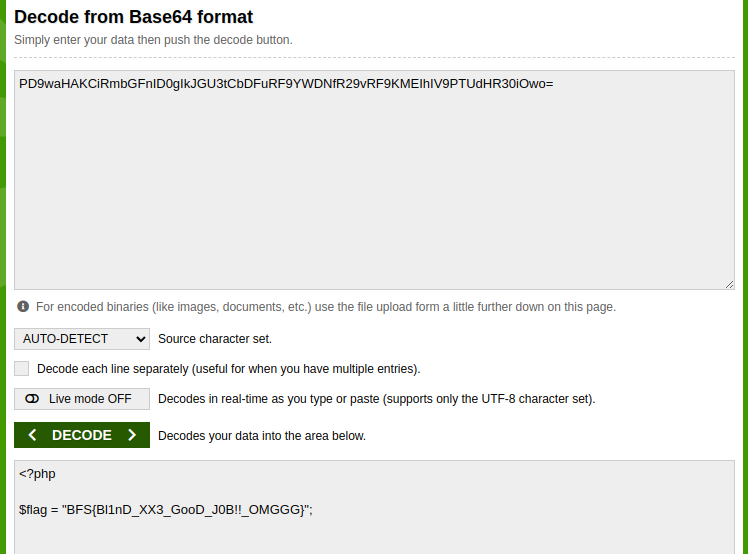 Decode from Base64 format
Simply enter your data then push the decode button.
PD9waHAKCiRmbGFnID0gIkJGU3tCbDFuRF9YWDNfR29vRF9KMEIhIV9PTUdHR30iOwo=
For encoded binaries (like images, documents, etc.) use the file upload form a little further down on this page.
AUTO-DETECT Source character set.
Decode each line separately (useful for when you have multiple entries).
Live mode OFF Decodes in real-time as you type or paste (supports only the UTF-8 character set).
DECODE Decodes your data into the area below.
<?php
$flag = "BFS{Bl1nD_XX3_GooD_J0B!!_OMGGG}";